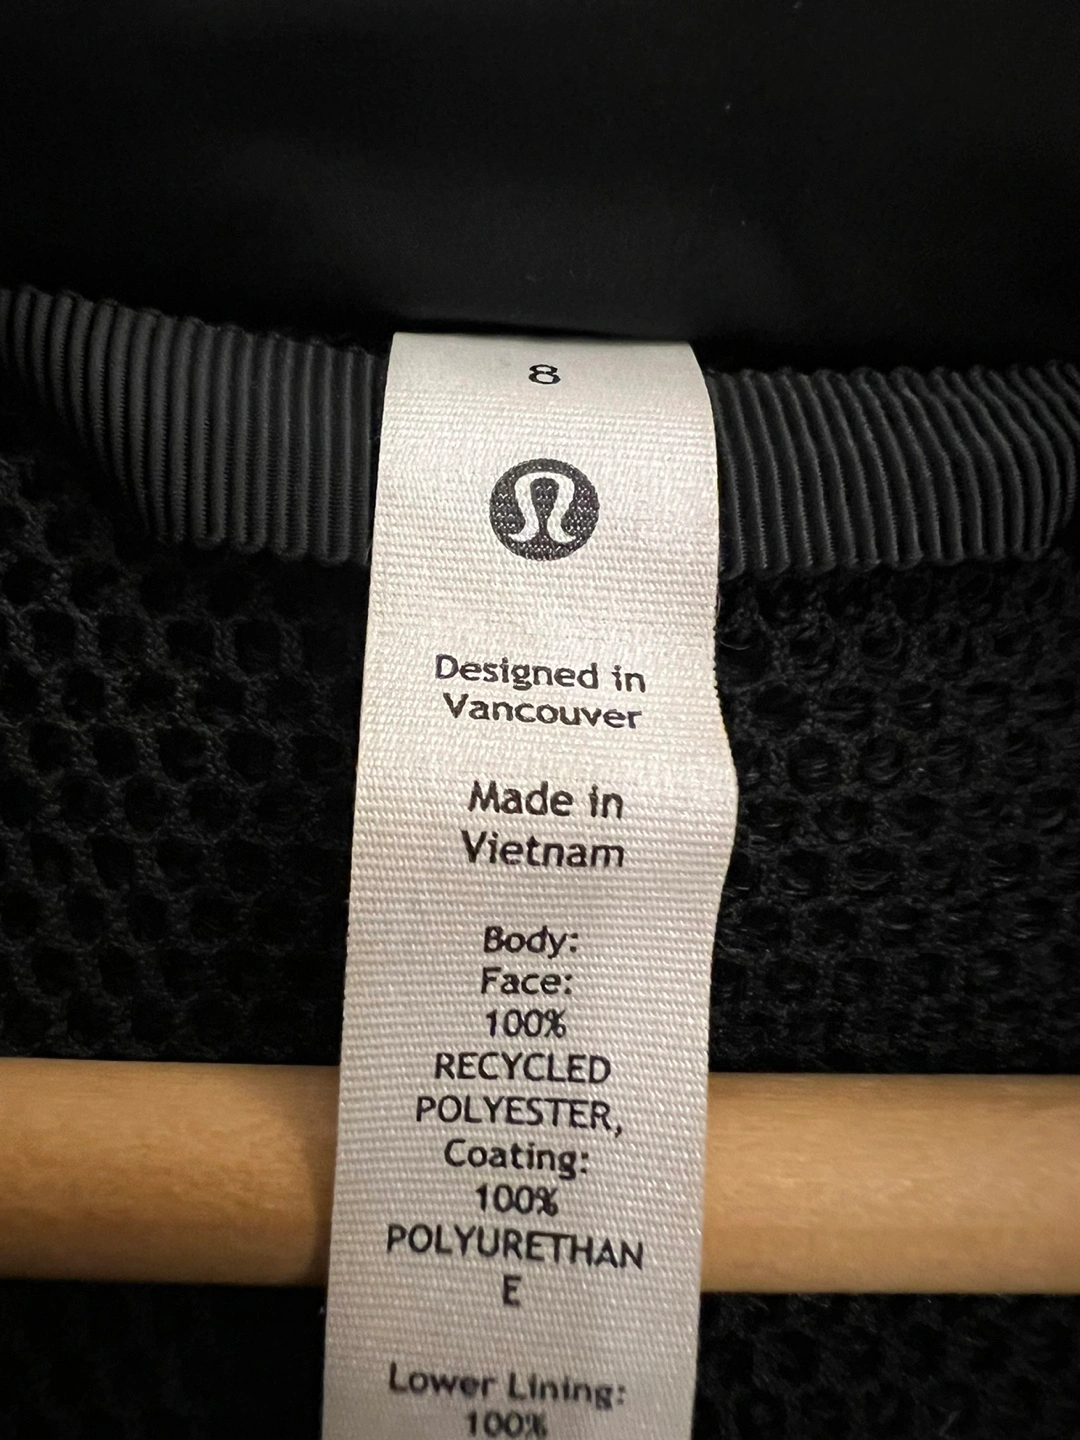 8
Designed in
Vancouver
Made in
Vietnam
Body:
Face:
100%
RECYCLED
POLYESTER,
Coating:
100%
POLYURETHAN
E
Lower Lining:
100%